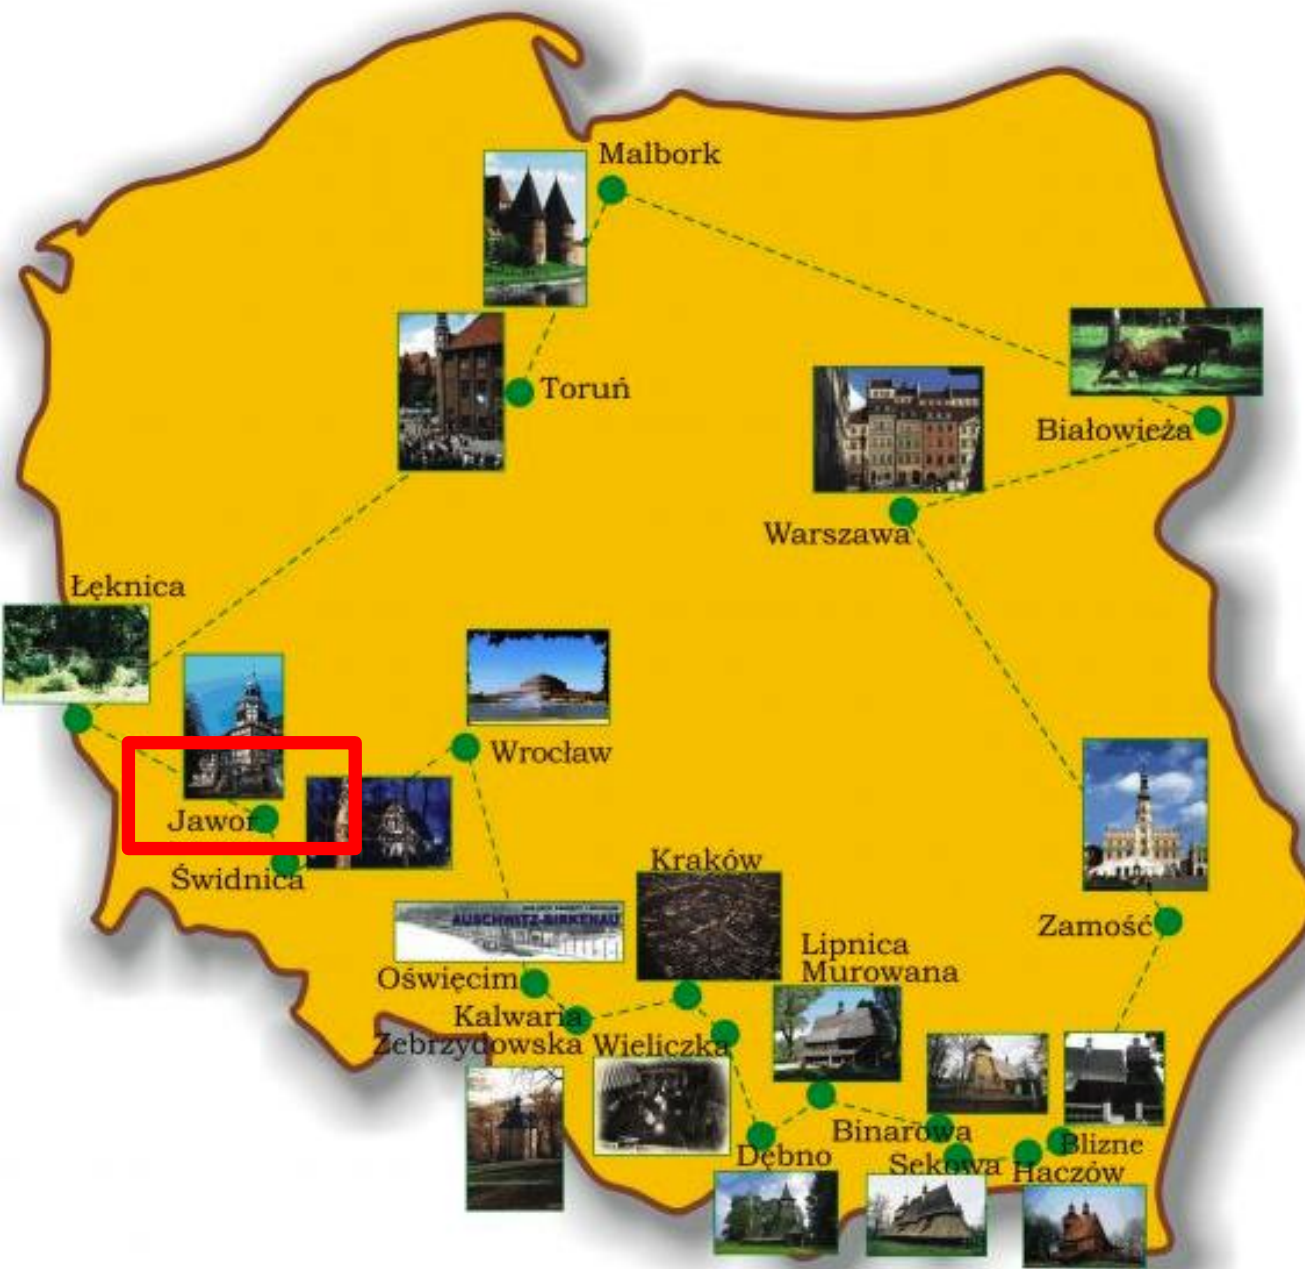 Malbork
Toruń
Białowieża
Warszawa
Łęknica
Wrocław
Jawor
Świdnica
Kraków
AUSCHWITZ-BIRKENAU
Lipnica
Murowana
Zamość
Oświęcim
Kalwaria
Zebrzydowska
Wieliczka
Binarowa
Dębno
Sękowa
Blizne
Haczów